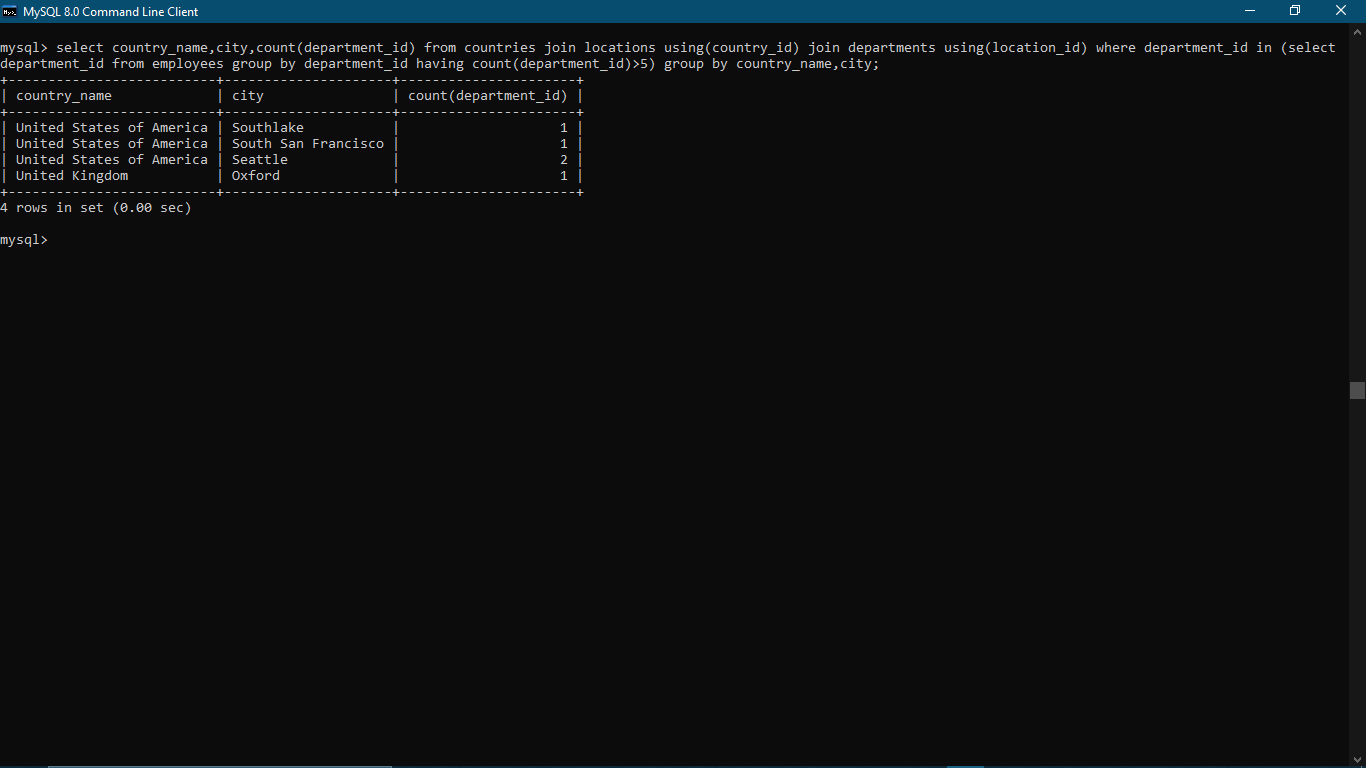 MySQL 8.0 Command Line Client
mysql> select country_name,city,count(department_id) from countries join locations using(country_id) join departments using(location_id) where department_id in (select
department_id from employees group by department_id having count(department_id)>5) group by country_name,city;
+--------------------------+---------------------+----------------------+
| country_name             | city                | count(department_id) |
+--------------------------+---------------------+----------------------+
| United States of America | Southlake           |                    1 |
| United States of America | South San Francisco |                    1 |
| United States of America | Seattle             |                    2 |
| United Kingdom           | Oxford              |                    1 |
+--------------------------+---------------------+----------------------+
4 rows in set (0.00 sec)
mysql>